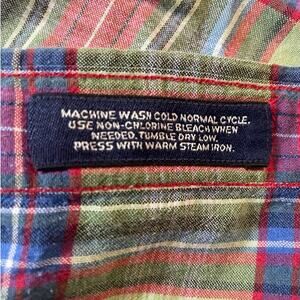 MACHINE WASH COLD NORMAL CYCLE.
USE NON-CHLORINE BLEACH WHEN
NEEDED. TUMBLE DRY LOW.
PRESS WITH WARM STEAM IRON.